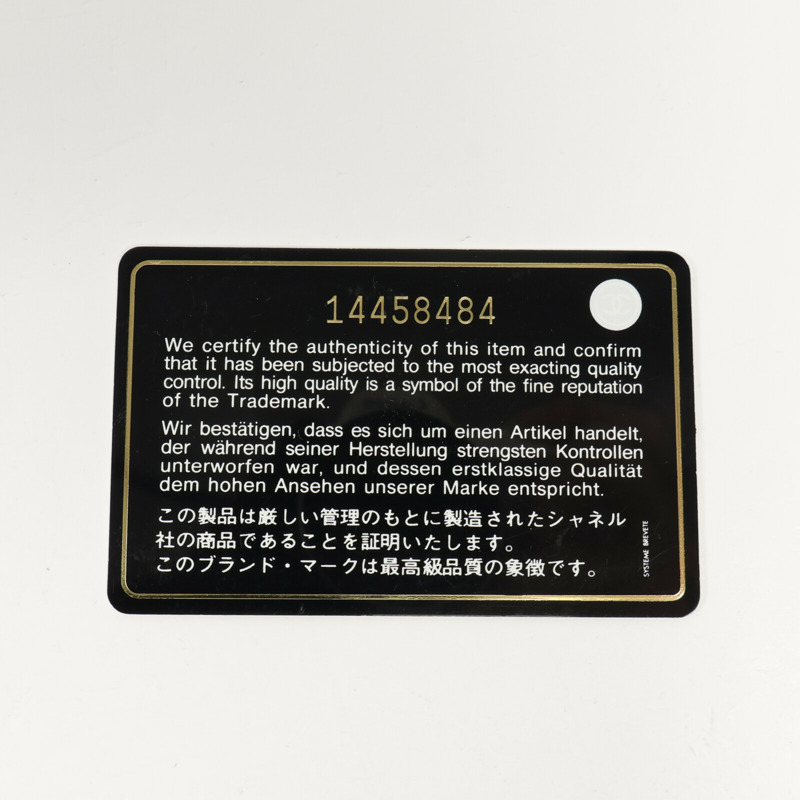 14458484
We certify the authenticity of this item and confirm
that it has been subjected to the most exacting quality
control. Its high quality is a symbol of the fine reputation
of the Trademark.
Wir bestätigen, dass es sich um einen Artikel handelt,
der während seiner Herstellung strengsten Kontrollen
unterworfen war, und dessen erstklassige Qualität
dem hohen Ansehen unserer Marke entspricht.
この製品は厳しい管理のもとに製造されたシャネル
社の商品であることを証明いたします。
このブランド・マークは最高級品質の象徴です。
SYSTEME BREVETE